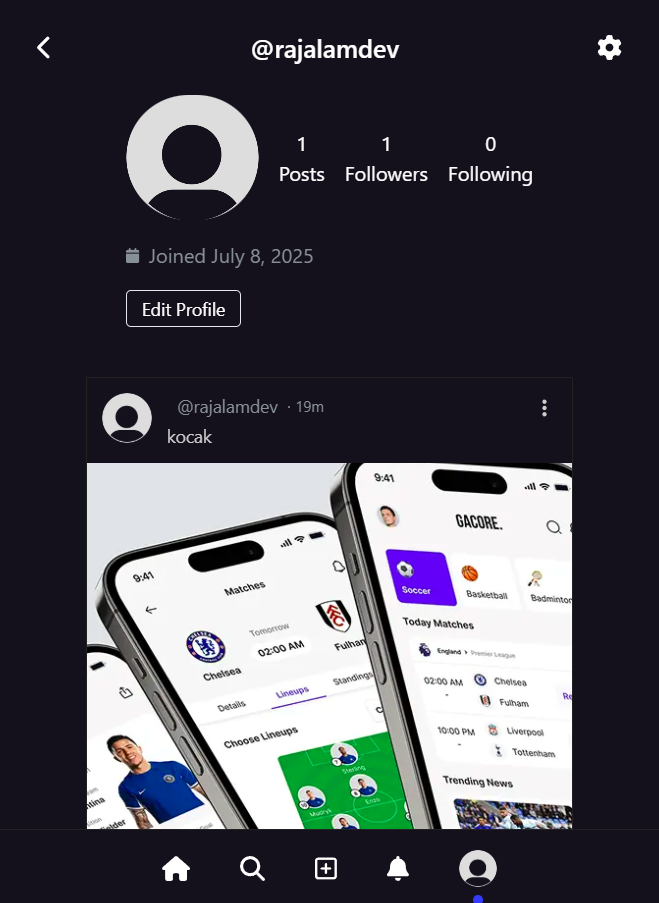 @rajalamdev
1 1 0
Posts Followers Following
Joined July 8, 2025
Edit Profile
@rajalamdev · 19m
kocak
9:41
Matches
Tomorrow
02:00 AM
CHELSEA
Chelsea
Details Lineups Standings
Choose Lineups
Sterling
Mudryk
Enzo
9:41
GACORE.
Soccer Basketball
Today Matches
England > Premier League
02:00 AM Chelsea
- Fulham
10:00 PM Liverpool
- Tottenham
Trending News